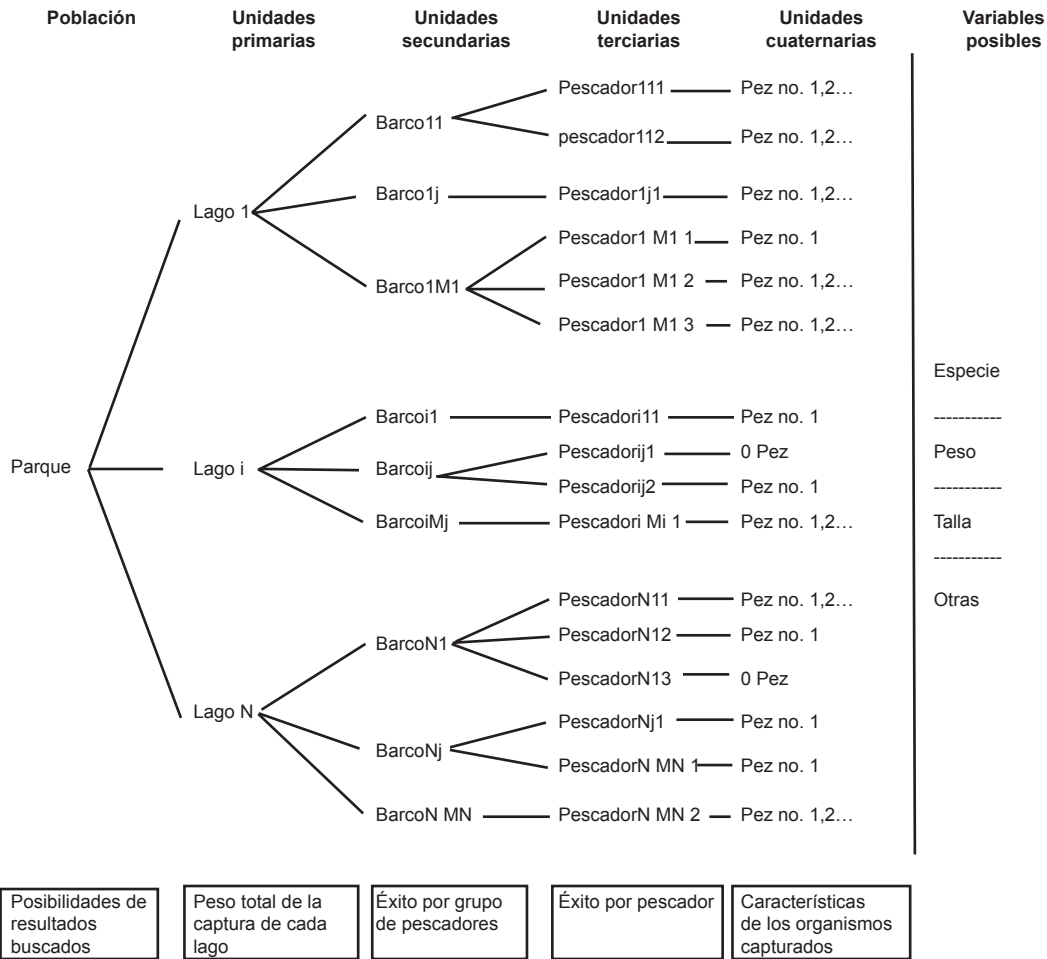 Población
Unidades
primarias
Unidades
secundarias
Unidades
terciarias
Unidades
cuaternarias
Variables
posibles
Parque
Lago 1
Barco11
Pescador111
Pez no. 1,2…
pescador112
Pez no. 1,2…
Barco1j
Pescador1j1
Pez no. 1,2…
Barco1M1
Pescador1 M1 1
Pez no. 1
Pescador1 M1 2
Pez no. 1,2…
Pescador1 M1 3
Pez no. 1,2…
Lago i
Barcoi1
Pescadori11
Pez no. 1
Barcoij
Pescadorij1
0 Pez
Pescadorij2
Pez no. 1
BarcoiMj
Pescadori Mi 1
Pez no. 1,2…
Lago N
BarcoN1
PescadorN11
Pez no. 1,2…
PescadorN12
Pez no. 1
PescadorN13
0 Pez
BarcoNj
PescadorNj1
Pez no. 1
PescadorN MN 1
Pez no. 1
BarcoN MN
PescadorN MN 2
Pez no. 1,2…
Especie
-----------
Peso
-----------
Talla
-----------
Otras
Posibilidades de
resultados
buscados
Peso total de la
captura de cada
lago
Éxito por grupo
de pescadores
Éxito por pescador
Características
de los organismos
capturados